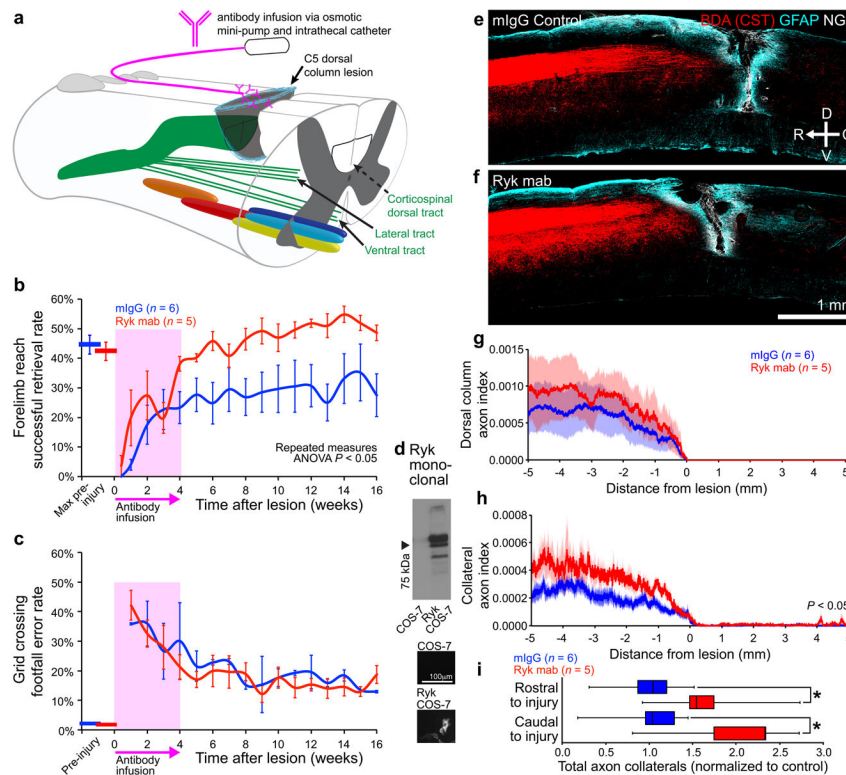 a
antibody infusion via osmotic
mini-pump and intrathecal catheter
C5 dorsal
column lesion
Corticospinal
dorsal tract
Lateral tract
Ventral tract
b
mIgG (n = 6)
Ryk mab (n = 5)
Forelimb reach
successful retrieval rate
60%
50%
40%
30%
20%
10%
0%
Repeated measures
ANOVA P < 0.05
Max pre-
injury
0 2 4 6 8 10 12 14 16
Antibody
infusion
Time after lesion (weeks)
c
Grid crossing
footfall error rate
60%
50%
40%
30%
20%
10%
0%
Pre-injury
0 2 4 6 8 10 12 14 16
Antibody
infusion
Time after lesion (weeks)
d
Ryk
mono-
clonal
75 kDa
COS-7
Ryk
COS-7
COS-7
100μm
Ryk
COS-7
e
mIgG Control
BDA (CST) GFAP NG
D
R
V
f
Ryk mab
1 mm
g
Dorsal column
axon index
0.0015
0.0010
0.0005
0.0000
mIgG (n = 6)
Ryk mab (n = 5)
-5 -4 -3 -2 -1 0 1 2 3 4 5
Distance from lesion (mm)
h
Collateral
axon index
0.0008
0.0006
0.0004
0.0002
0.0000
P < 0.05
-5 -4 -3 -2 -1 0 1 2 3 4
Distance from lesion (mm)
i
mIgG (n = 6)
Ryk mab (n = 5)
Rostral
to injury
*
Caudal
to injury
*
0.0 0.5 1.0 1.5 2.0 2.5 3.0
Total axon collaterals (normalized to control)